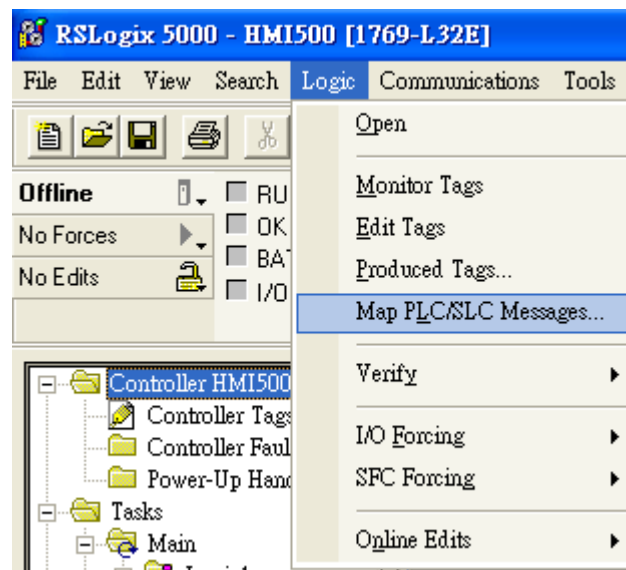 RSLogix 5000 - HMI500 [1769-L32E]
File Edit View Search Logic Communications Tools
Offline
RU
No Forces
OK
No Edits
BAT
I/O
Open
Monitor Tags
Edit Tags
Produced Tags...
Map PLC/SLC Messages...
Verify
I/O Forcing
SFC Forcing
Online Edits
Controller HMI500
Controller Tags
Controller Faul
Power-Up Hand
Tasks
Main